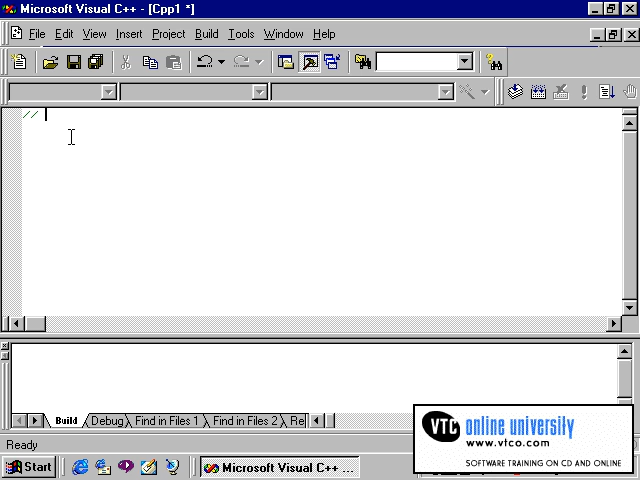 Microsoft Visual C++ - [Cpp1 *]
File Edit View Insert Project Build Tools Window Help
//
Build Debug Find in Files 1 Find in Files 2 Re
Ready
VTC online university
www.vtco.com
SOFTWARE TRAINING ON CD AND ONLINE
Start Microsoft Visual C++ ...